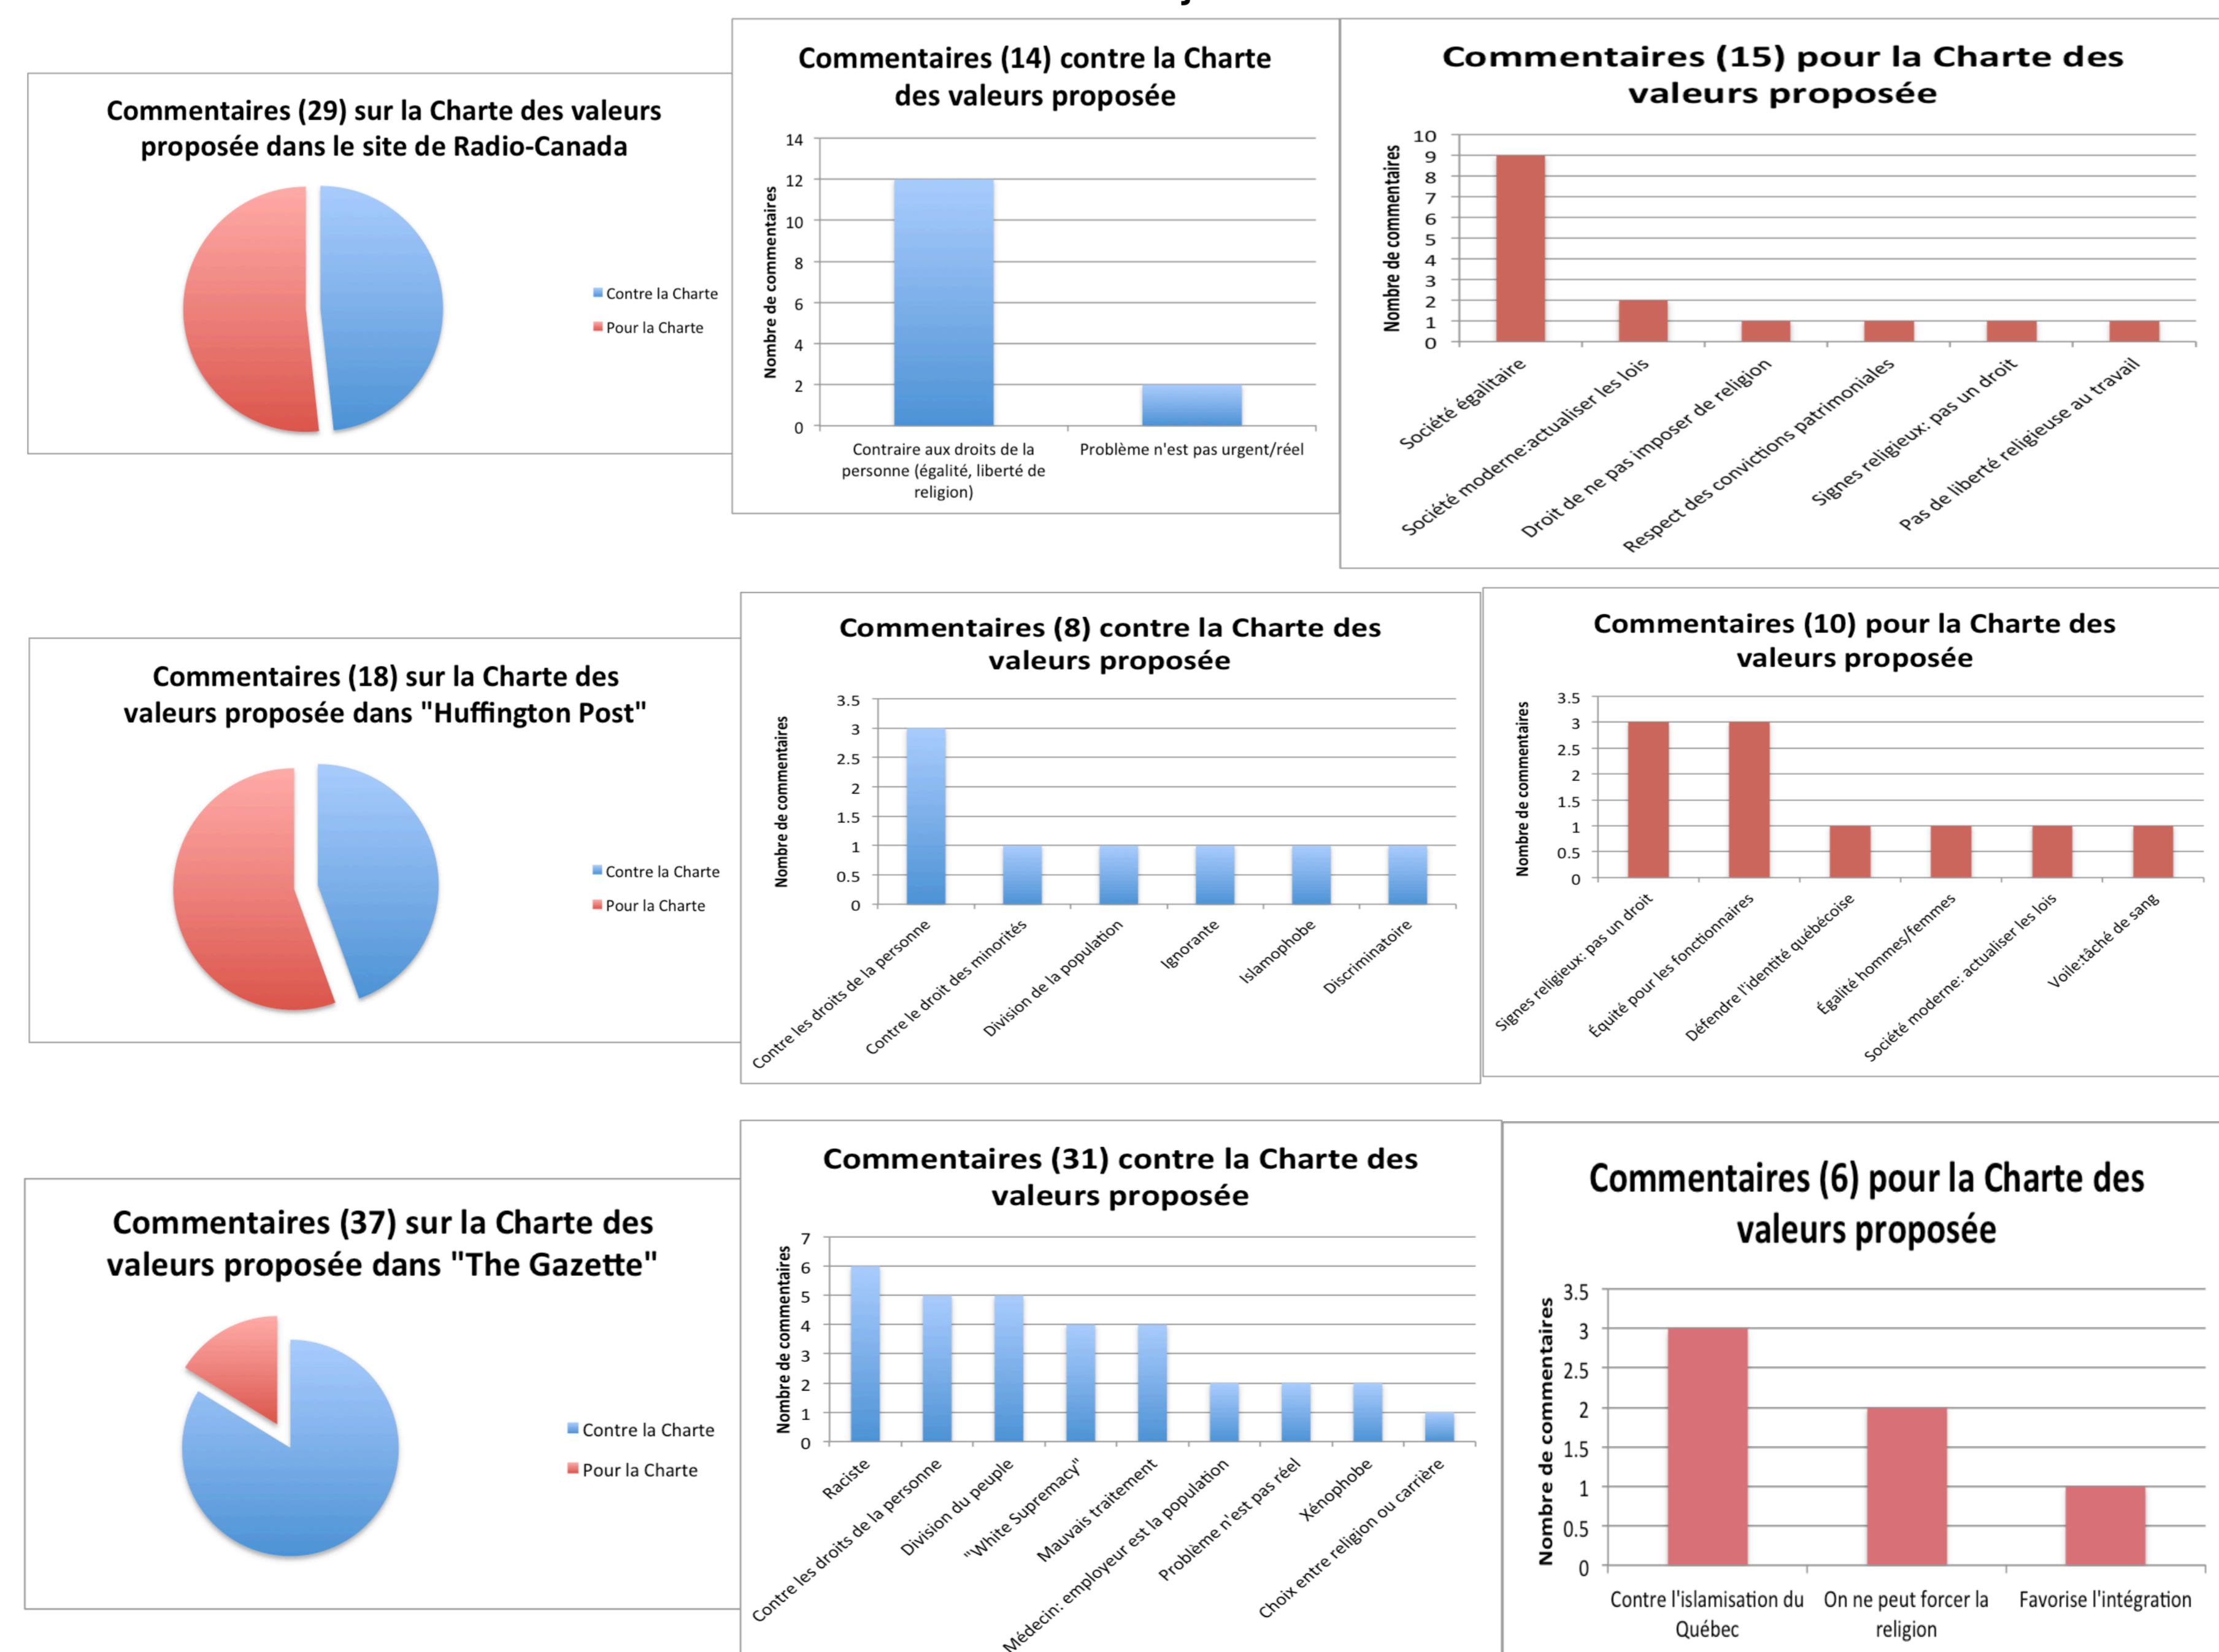 Commentaires (29) sur la Charte des valeurs
proposée dans le site de Radio-Canada
Contre la Charte
Pour la Charte
Commentaires (14) contre la Charte
des valeurs proposée
Nombre de commentaires
14
12
10
8
6
4
2
0
Contraire aux droits de la
personne (égalité, liberté de
religion)
Problème n'est pas urgent/réel
Commentaires (15) pour la Charte des
valeurs proposée
Nombre de commentaires
10
9
8
7
6
5
4
3
2
1
0
Société égalitaire
Société moderne:actualiser les lois
Droit de ne pas imposer de religion
Respect des convictions patrimoniales
Signes religieux: pas un droit
Pas de liberté religieuse au travail
Commentaires (18) sur la Charte des
valeurs proposée dans "Huffington Post"
Contre la Charte
Pour la Charte
Commentaires (8) contre la Charte des
valeurs proposée
Nombre de commentaires
3.5
3
2.5
2
1.5
1
0.5
0
Contre les droits de la personne
Contre le droit des minorités
Division de la population
Ignorante
Islamophobe
Discriminatoire
Commentaires (10) pour la Charte des
valeurs proposée
Nombre de commentaires
3.5
3
2.5
2
1.5
1
0.5
0
Signes religieux: pas un droit
Équité pour les fonctionnaires
Défendre l'identité québécoise
Égalité hommes/femmes
Société moderne: actualiser les lois
Voile:tâché de sang
Commentaires (37) sur la Charte des
valeurs proposée dans "The Gazette"
Contre la Charte
Pour la Charte
Commentaires (31) contre la Charte des
valeurs proposée
Nombre de commentaires
7
6
5
4
3
2
1
0
Raciste
Contre les droits de la personne
Division du peuple
"White Supremacy"
Mauvais traitement
Médecin: employeur est la population
Problème n'est pas réel
Xénophobe
Choix entre religion ou carrière
Commentaires (6) pour la Charte des
valeurs proposée
Nombre de commentaires
3.5
3
2.5
2
1.5
1
0.5
0
Contre l'islamisation du
Québec
On ne peut forcer la
religion
Favorise l'intégration